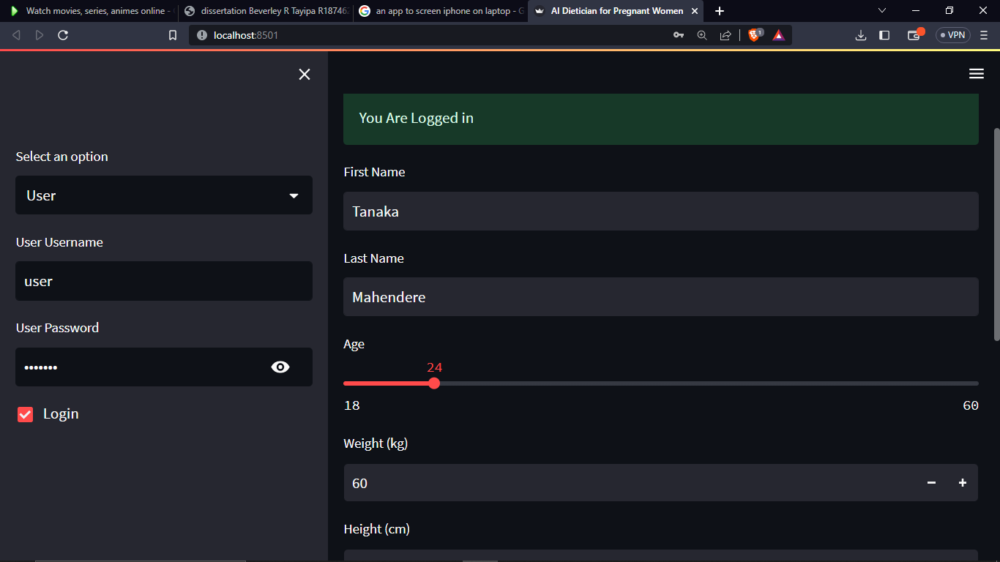 Watch movies, series, animes online -
dissertation Beverley R Tayipa R18746
an app to screen iphone on laptop - G
AI Dietician for Pregnant Women
localhost:8501
1
VPN
Select an option
User
User Username
user
User Password
•••••••
Login
You Are Logged in
First Name
Tanaka
Last Name
Mahendere
Age
24
18
60
Weight (kg)
60
Height (cm)